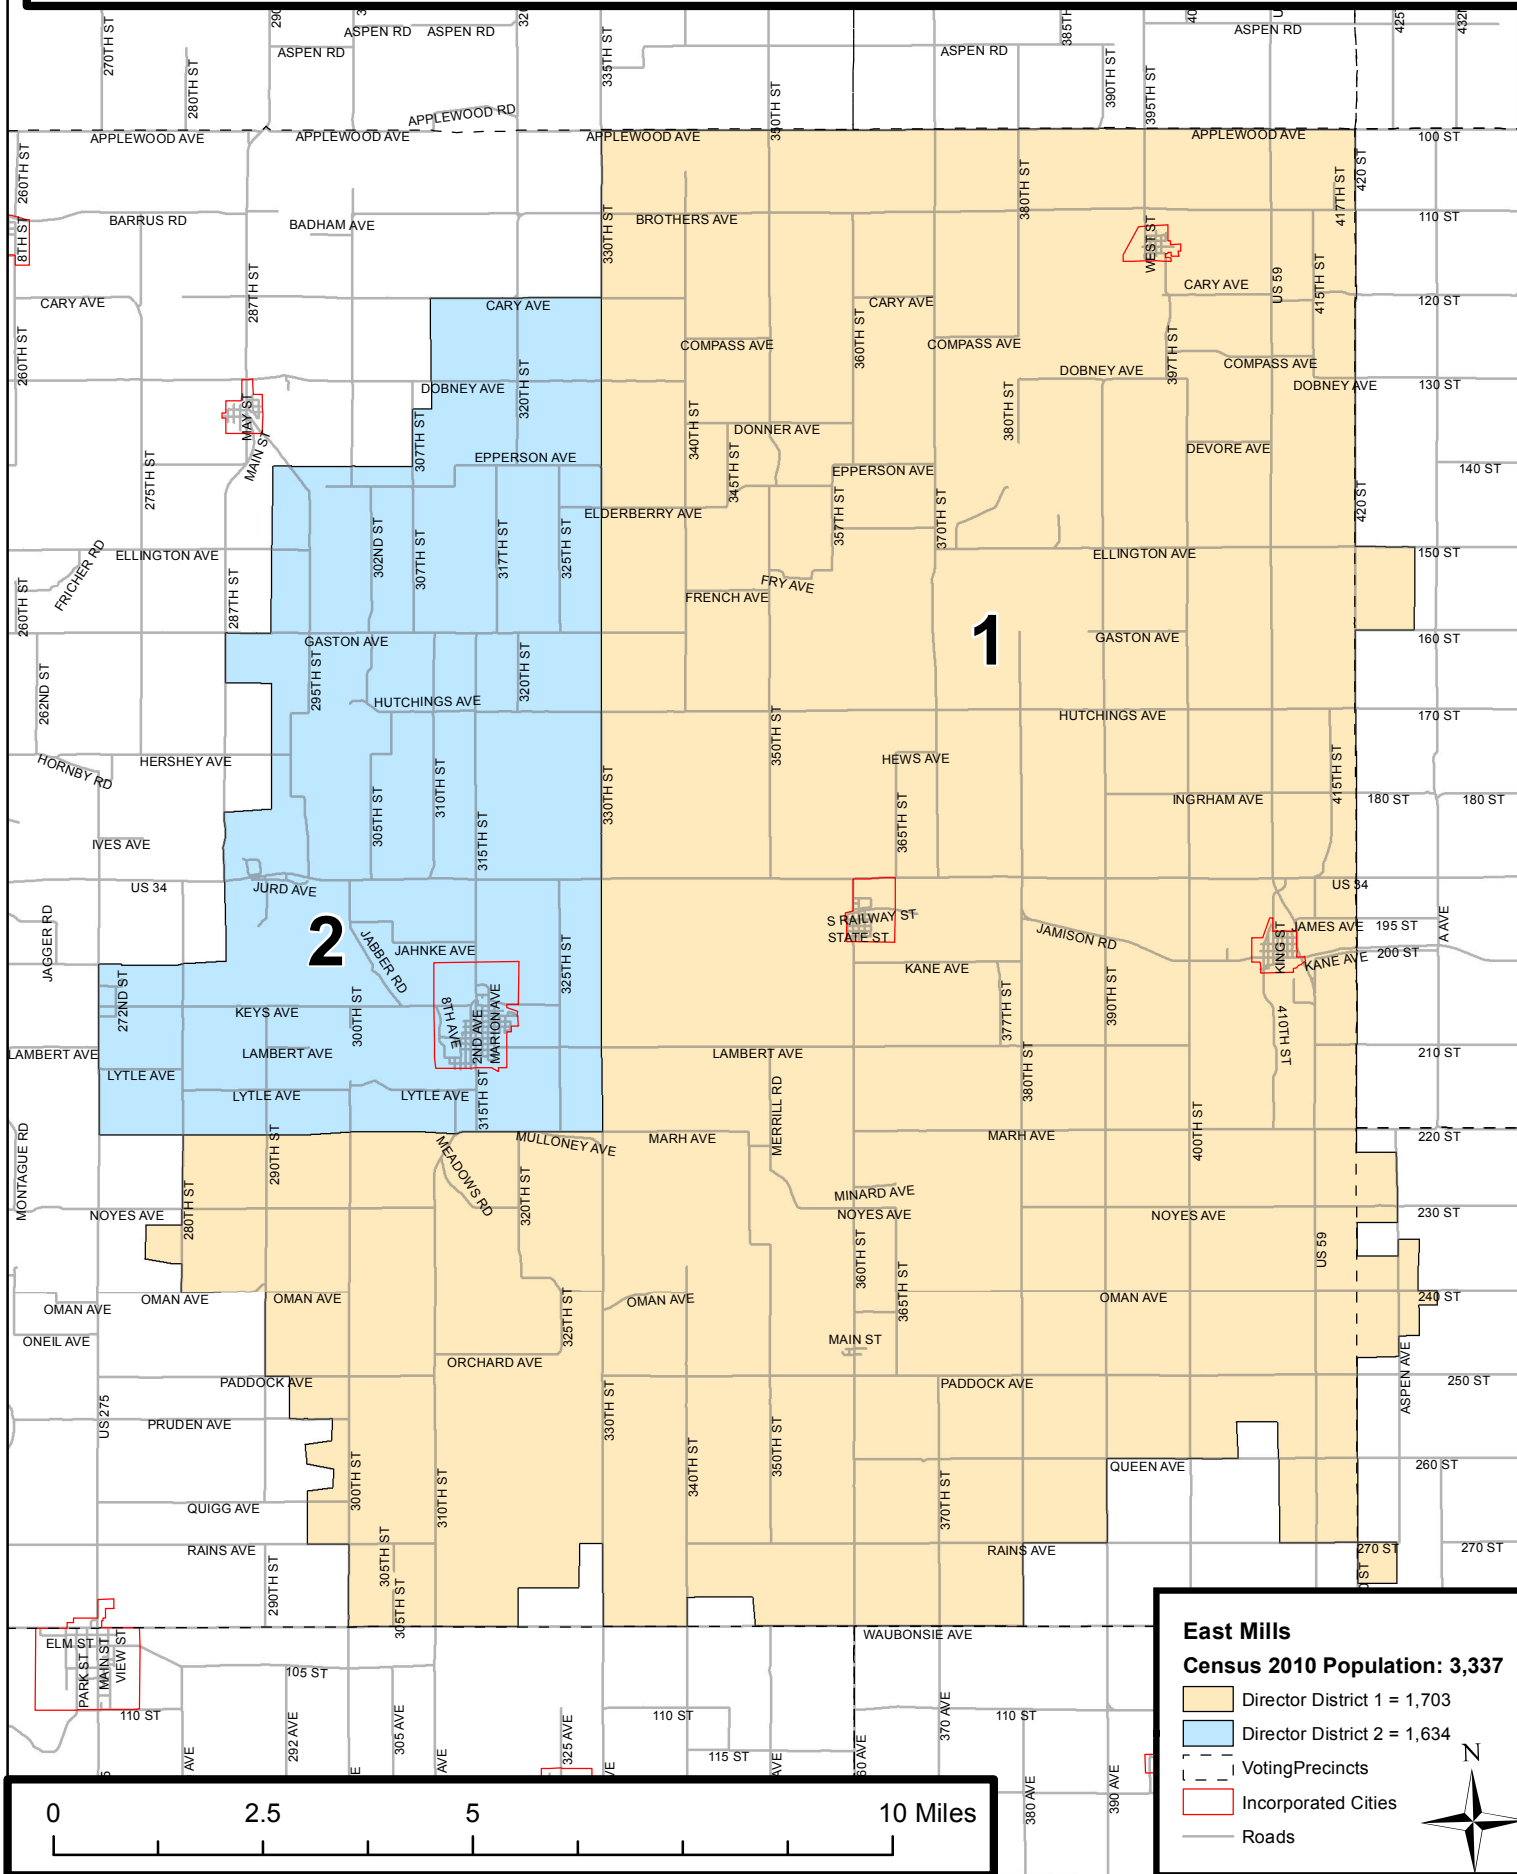 270TH ST
280TH ST
290
ASPEN RD
ASPEN RD
ASPEN RD
335TH ST
350TH ST
ASPEN RD
385TH
390TH ST
395TH ST
40
ASPEN RD
425
432N
APPLEWOOD RD
APPLEWOOD AVE
APPLEWOOD AVE
APPLEWOOD AVE
APPLEWOOD AVE
100 ST
260TH ST
8TH ST
BARRUS RD
BADHAM AVE
330TH ST
BROTHERS AVE
380TH ST
WEST ST
417TH ST
420 ST
110 ST
CARY AVE
287TH ST
CARY AVE
CARY AVE
CARY AVE
US 59
415TH ST
120 ST
260TH ST
COMPASS AVE
360TH ST
COMPASS AVE
COMPASS AVE
397TH ST
DOBNEY AVE
320TH ST
DOBNEY AVE
DOBNEY AVE
130 ST
MAY ST
MAIN ST
307TH ST
340TH ST
DONNER AVE
380TH ST
DEVORE AVE
275TH ST
EPPERSON AVE
345TH ST
EPPERSON AVE
140 ST
ELDERBERRY AVE
357TH ST
370TH ST
420 ST
FRICHER RD
ELLINGTON AVE
302ND ST
307TH ST
317TH ST
325TH ST
ELLINGTON AVE
150 ST
260TH ST
287TH ST
FRENCH AVE
FRY AVE
1
GASTON AVE
GASTON AVE
160 ST
262ND ST
295TH ST
320TH ST
HUTCHINGS AVE
HUTCHINGS AVE
170 ST
350TH ST
HORNBY RD
HERSHEY AVE
HEWS AVE
415TH ST
305TH ST
310TH ST
315TH ST
330TH ST
365TH ST
INGRHAM AVE
180 ST
180 ST
IVES AVE
US 34
JURD AVE
US 34
JAGGER RD
2
JABBER RD
JAHNKE AVE
325TH ST
S RAILWAY ST
STATE ST
JAMISON RD
KING ST
JAMES AVE
195 ST
A AVE
KANE AVE
KANE AVE
200 ST
272ND ST
KEYS AVE
300TH ST
8TH AVE
2ND AVE
MARION AVE
377TH ST
390TH ST
410TH ST
LAMBERT AVE
LAMBERT AVE
LAMBERT AVE
210 ST
LYTLE AVE
LYTLE AVE
LYTLE AVE
315TH ST
MERRILL RD
380TH ST
400TH ST
MONTAGUE RD
290TH ST
MEADOWS RD
MULLONEY AVE
MARH AVE
MARH AVE
220 ST
280TH ST
320TH ST
MINARD AVE
NOYES AVE
NOYES AVE
NOYES AVE
230 ST
360TH ST
365TH ST
US 59
OMAN AVE
OMAN AVE
OMAN AVE
OMAN AVE
OMAN AVE
240 ST
325TH ST
ONEIL AVE
MAIN ST
ORCHARD AVE
ASPEN AVE
PADDOCK AVE
PADDOCK AVE
250 ST
US 275
PRUDEN AVE
330TH ST
340TH ST
350TH ST
300TH ST
310TH ST
370TH ST
QUEEN AVE
260 ST
QUIGG AVE
RAINS AVE
290TH ST
305TH ST
305TH ST
RAINS AVE
270 ST
270 ST
ELM ST
PARK ST
MAIN ST
VIEW ST
WAUBONSIE AVE
105 ST
110 ST
AVE
292 AVE
305 AVE
AVE
325 AVE
110 ST
115 ST
AVE
60 AVE
370 AVE
110 ST
380 AVE
390 AVE
East Mills
Census 2010 Population: 3,337
Director District 1 = 1,703
Director District 2 = 1,634
VotingPrecincts
Incorporated Cities
Roads
N
0 2.5 5 10 Miles